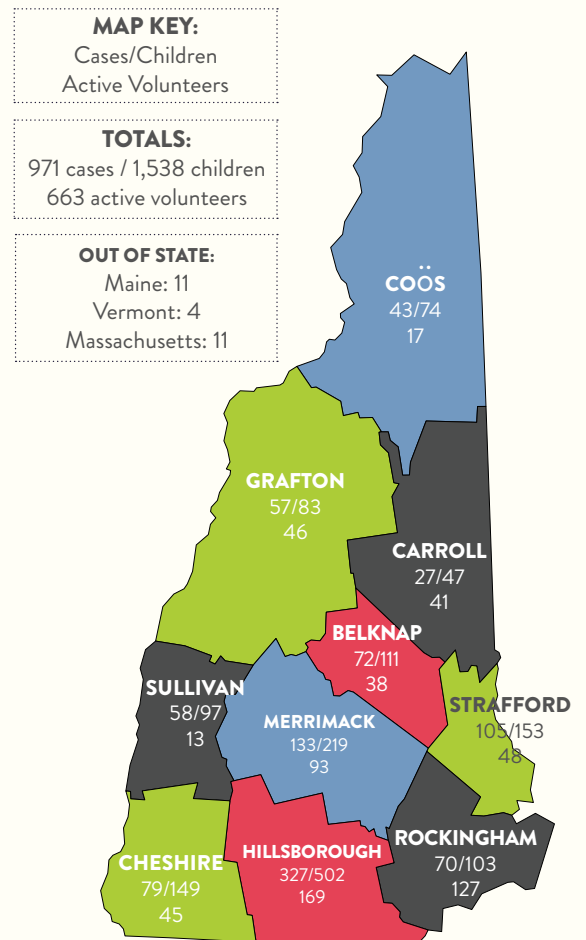 MAP KEY:
Cases/Children
Active Volunteers
TOTALS:
971 cases / 1,538 children
663 active volunteers
OUT OF STATE:
Maine: 11
Vermont: 4
Massachusetts: 11
COÖS
43/74
17
GRAFTON
57/83
46
CARROLL
27/47
41
BELKNAP
72/111
38
SULLIVAN
58/97
13
MERRIMACK
133/219
93
STRAFFORD
105/153
48
CHESHIRE
79/149
45
HILLSBOROUGH
327/502
169
ROCKINGHAM
70/103
127